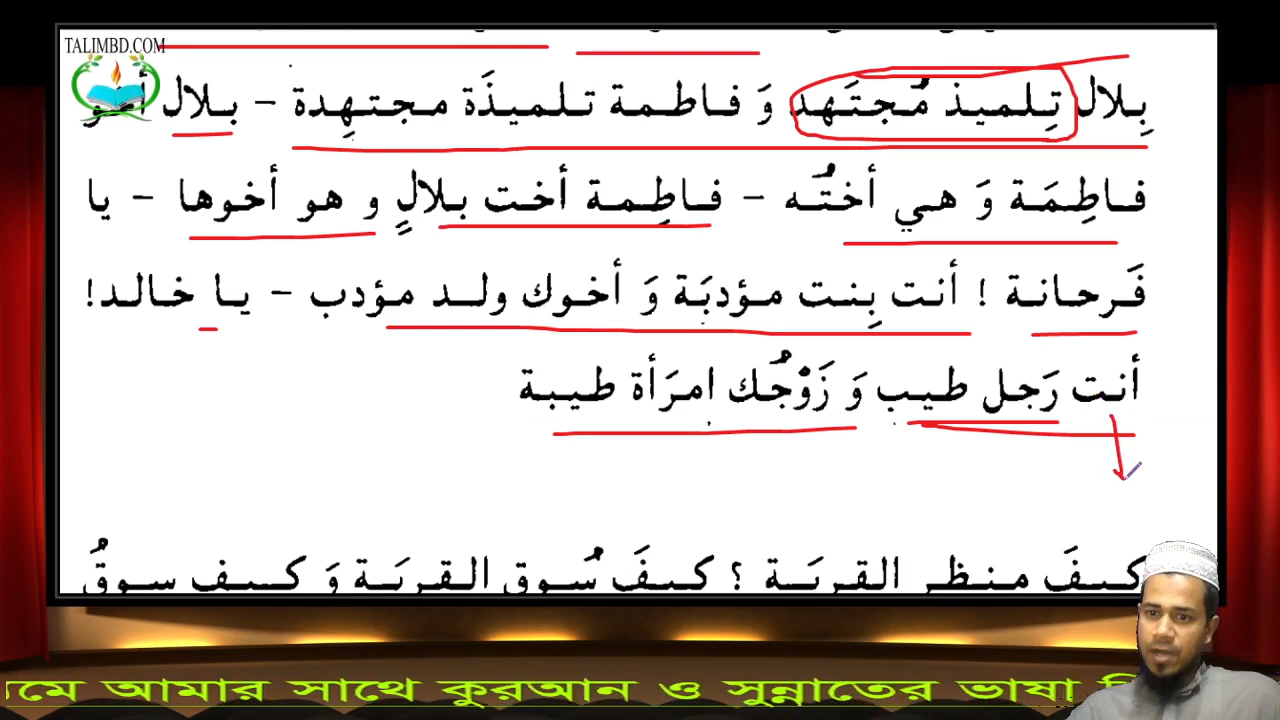 TALIMBD.COM
بِلال تِلميذ مُجتَهد وَ فاطمة تلميذَة مجتهِدة – بلال أخو
فاطِمَة وَ هي أختُه – فاطِمة أخت بلالٍ و هو أخوها – يا
فَرحانة ! أنت بِنت مؤدبَة وَ أخوك ولد مؤدب – يا خالد!
أنت رَجل طيب وَ زَوْجُك امرَأة طيبة
كيفَ منظر القريَة ؟ كيفَ سُوق القريَة وَ كيف سوقُ
আমার সাথে কুরআন ও সুন্নাতের ভাষা